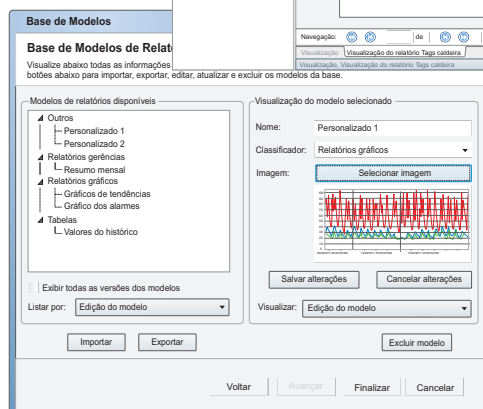 Base de Modelos
Navegação: de
Visualização Visualização do relatório Tags caldeira
Visualização, Visualização do relatório Tags caldeira
Base de Modelos de Relat
Visualize abaixo todas as informações
botões abaixo para importar, exportar, editar, atualizar e excluir os modelos da base.
Modelos de relatórios disponíveis
Outros
Personalizado 1
Personalizado 2
Relatórios gerências
Resumo mensal
Relatórios gráficos
Gráficos de tendências
Gráfico dos alarmes
Tabelas
Valores do histórico
Exibir todas as versões dos modelos
Listar por: Edição do modelo
Importar Exportar
Visualização do modelo selecionado
Nome: Personalizado 1
Classificador: Relatórios gráficos
Imagem: Selecionar imagem
Salvar alterações Cancelar alterações
Visualizar: Edição do modelo
Excluir modelo
Voltar Avançar Finalizar Cancelar